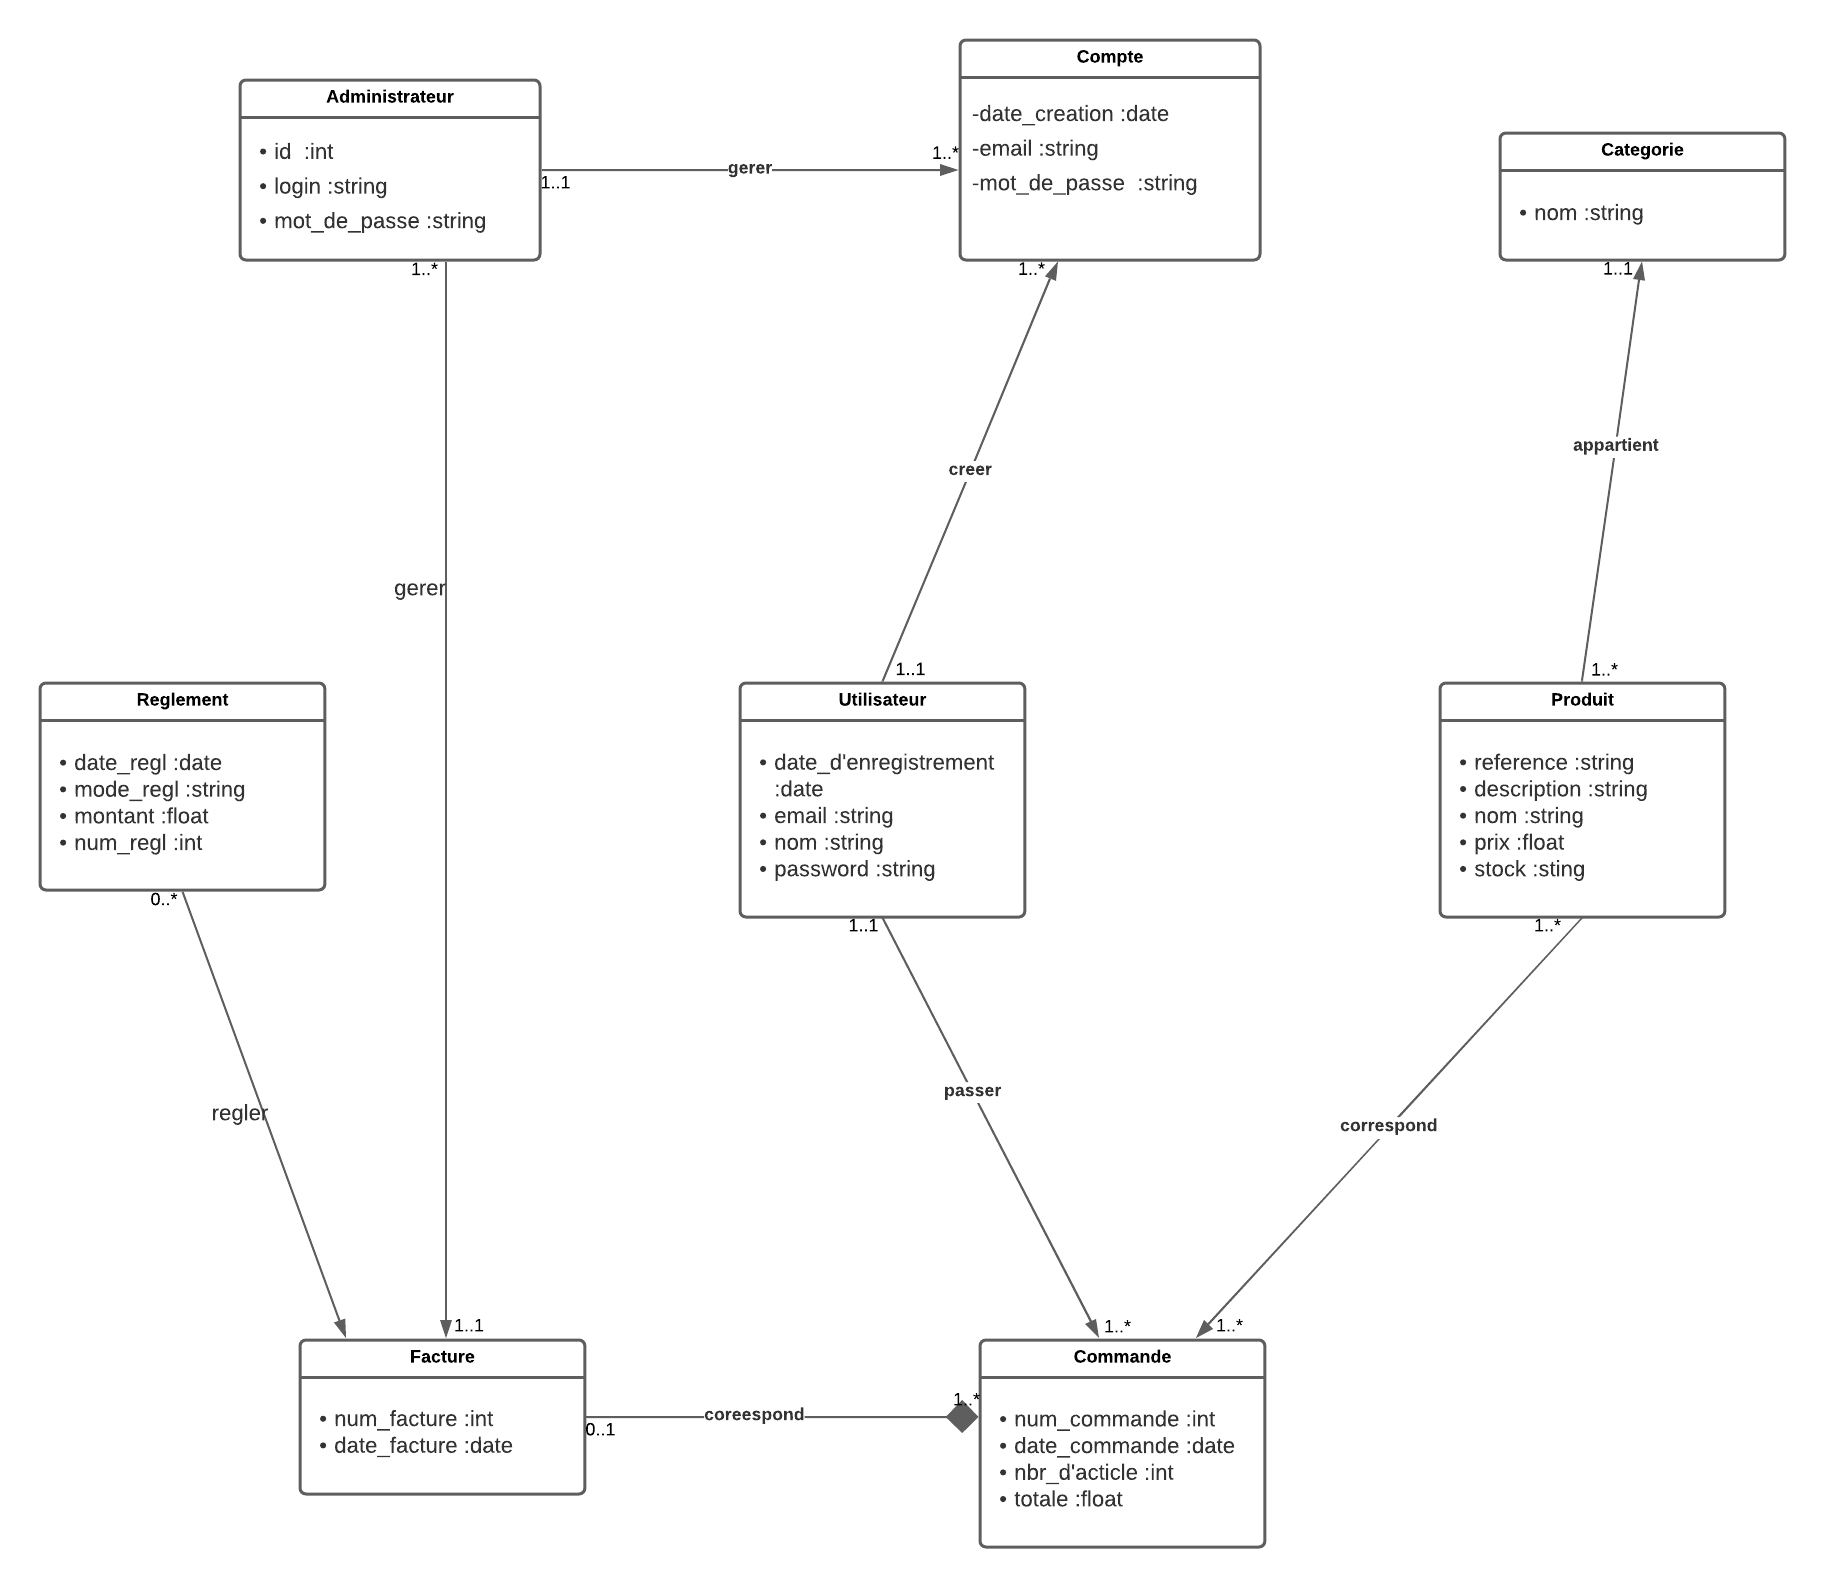 Compte
-date_creation :date
-email :string
-mot_de_passe  :string
Administrateur
• id  :int
• login :string
• mot_de_passe :string
Categorie
• nom :string
1..1
gerer
1..*
1..*
1..*
1..1
appartient
creer
gerer
1..1
1..*
Reglement
• date_regl :date
• mode_regl :string
• montant :float
• num_regl :int
Utilisateur
• date_d'enregistrement
:date
• email :string
• nom :string
• password :string
Produit
• reference :string
• description :string
• nom :string
• prix :float
• stock :sting
0..*
1..1
1..*
passer
regler
correspond
1..1
1..*
1..*
Facture
• num_facture :int
• date_facture :date
0..1
coreespond
1..*
Commande
• num_commande :int
• date_commande :date
• nbr_d'acticle :int
• totale :float